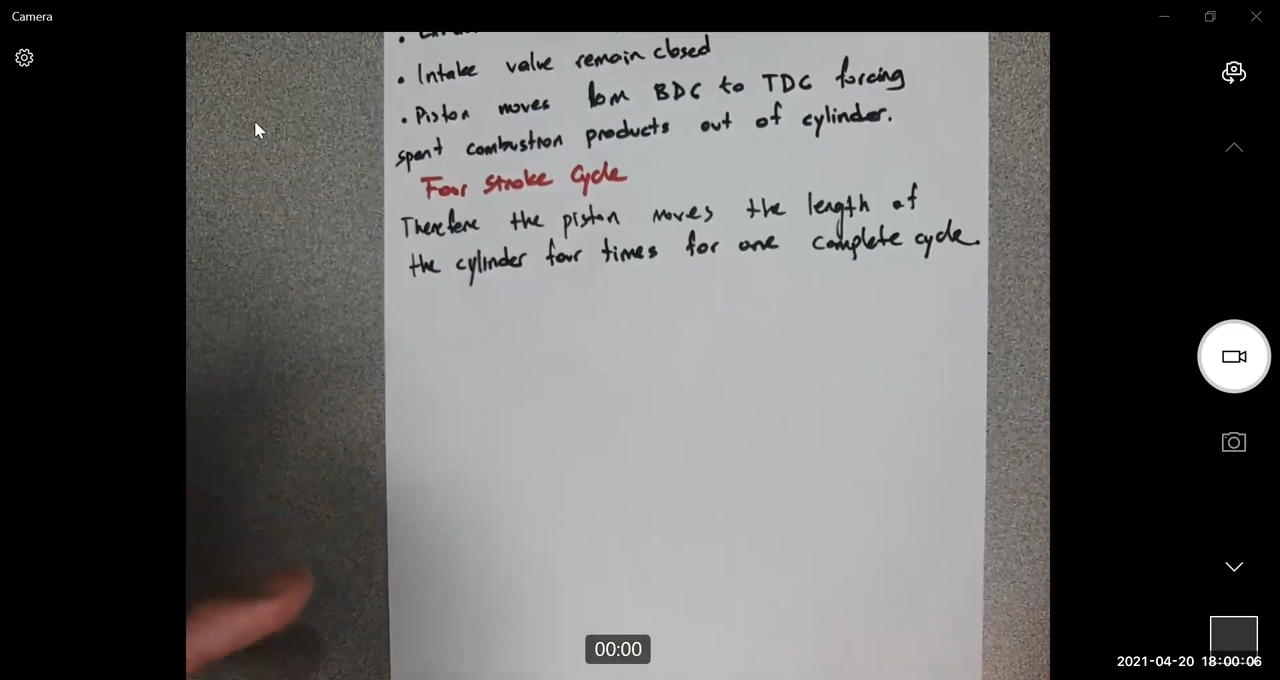 Camera
• Intake valve remain closed
• Piston moves from BDC to TDC forcing
spent combustion products out of cylinder.
Four Stroke Cycle
Therefore the piston moves the length of
the cylinder four times for one complete cycle.
00:00
2021-04-20 18:00:06